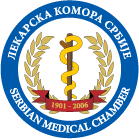 ЛЕКАРСКА КОМОРА СРБИЈЕ
1901 - 2006
SERBIAN MEDICAL CHAMBER